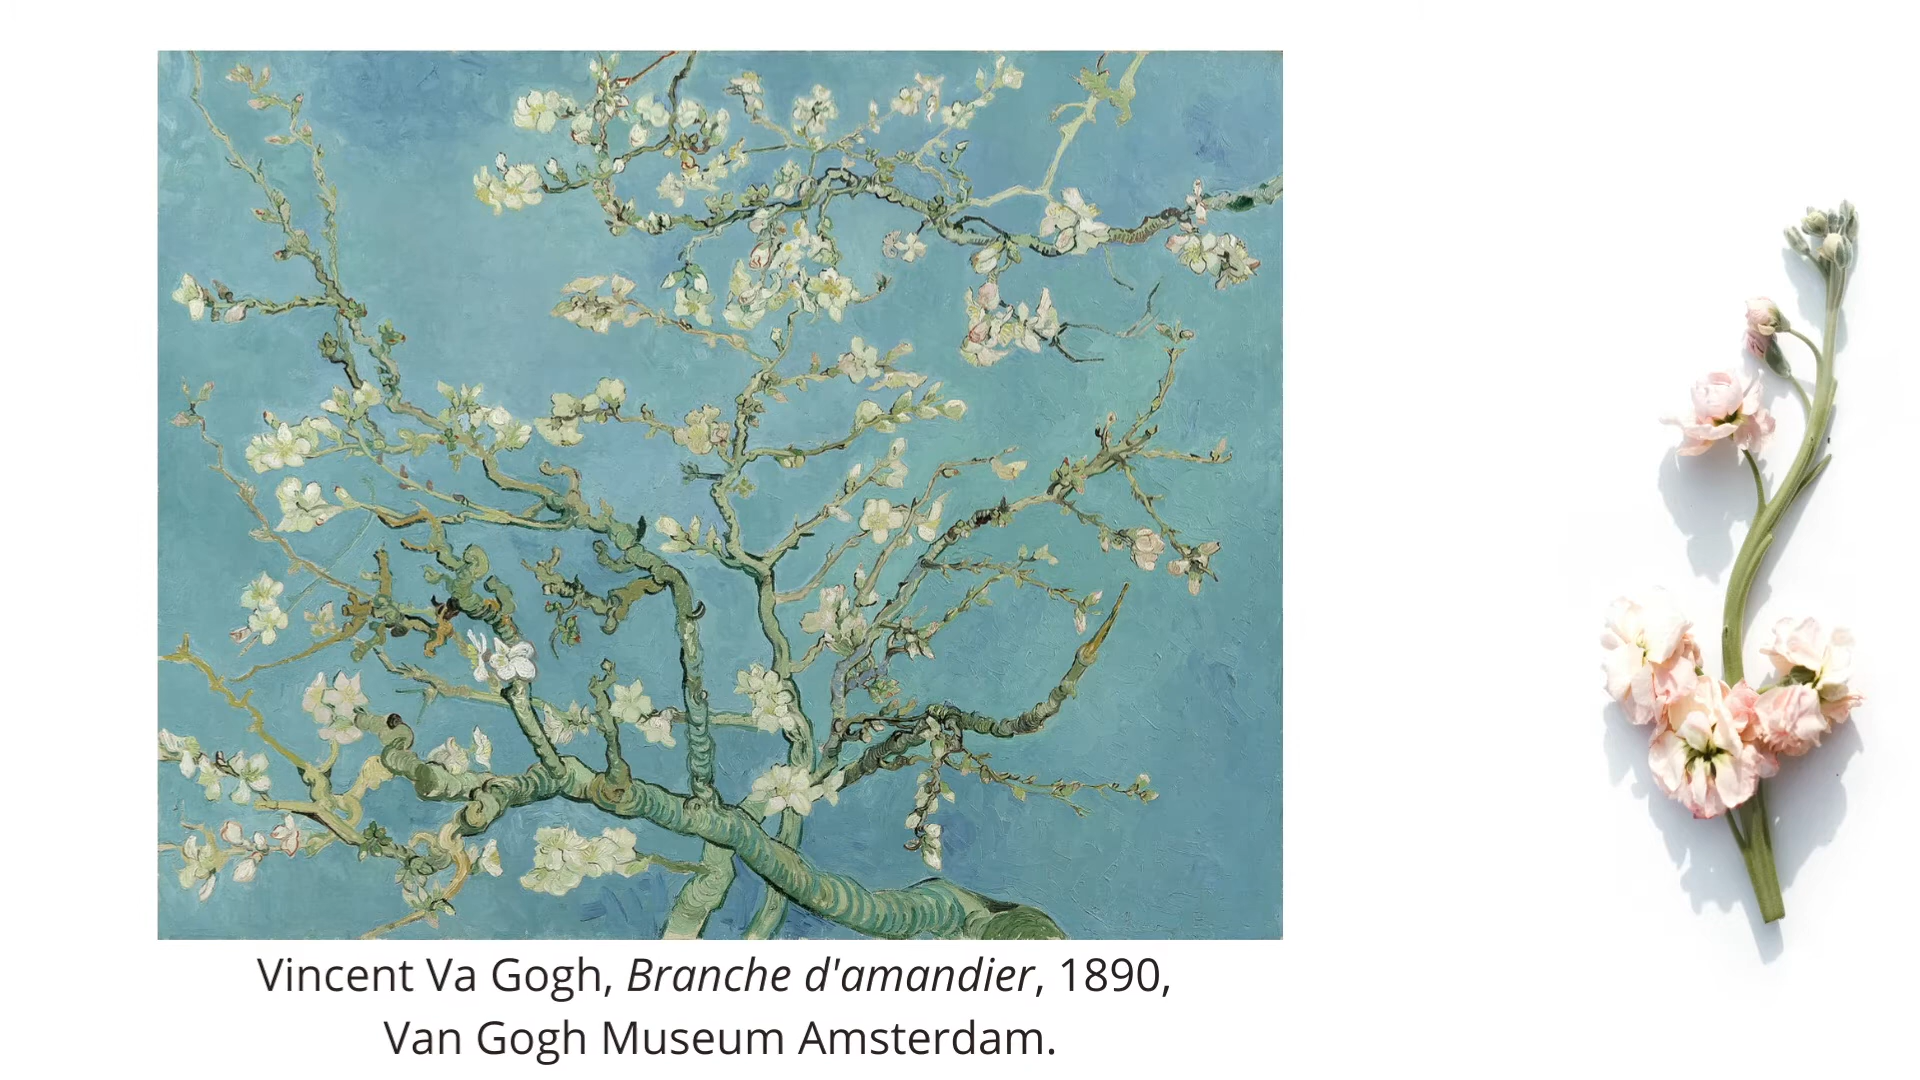 Vincent Va Gogh, Branche d'amandier, 1890,
Van Gogh Museum Amsterdam.